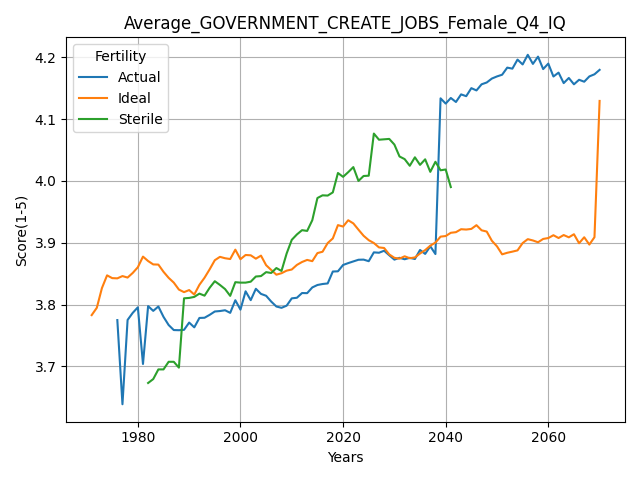 Average_GOVERNMENT_CREATE_JOBS_Female_Q4_IQ
Fertility
Actual
Ideal
Sterile
4.2
4.1
4.0
3.9
3.8
3.7
Score(1-5)
1980 2000 2020 2040 2060
Years